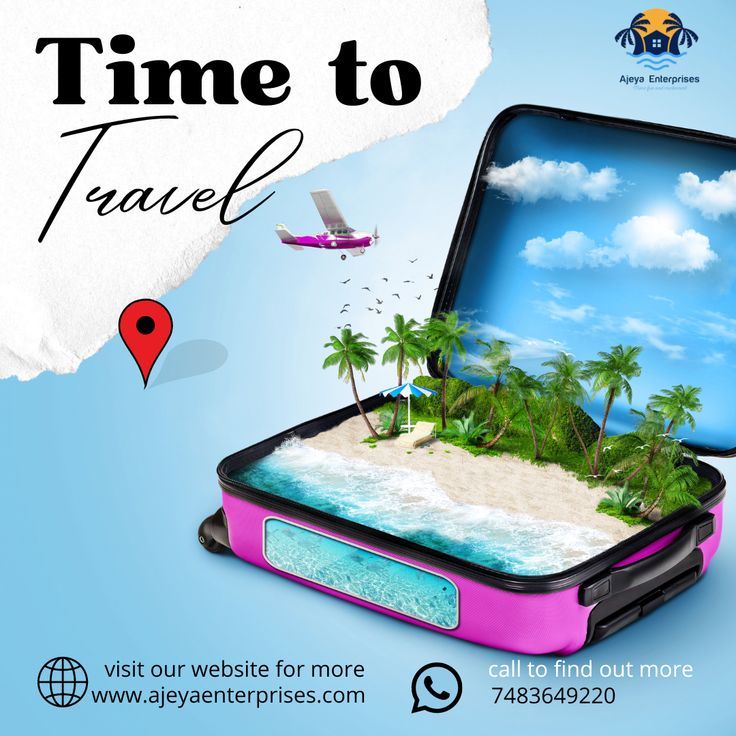 Time to
Travel
Ajeya Enterprises
visit our website for more
www.ajeyaenterprises.com
call to find out more
7483649220